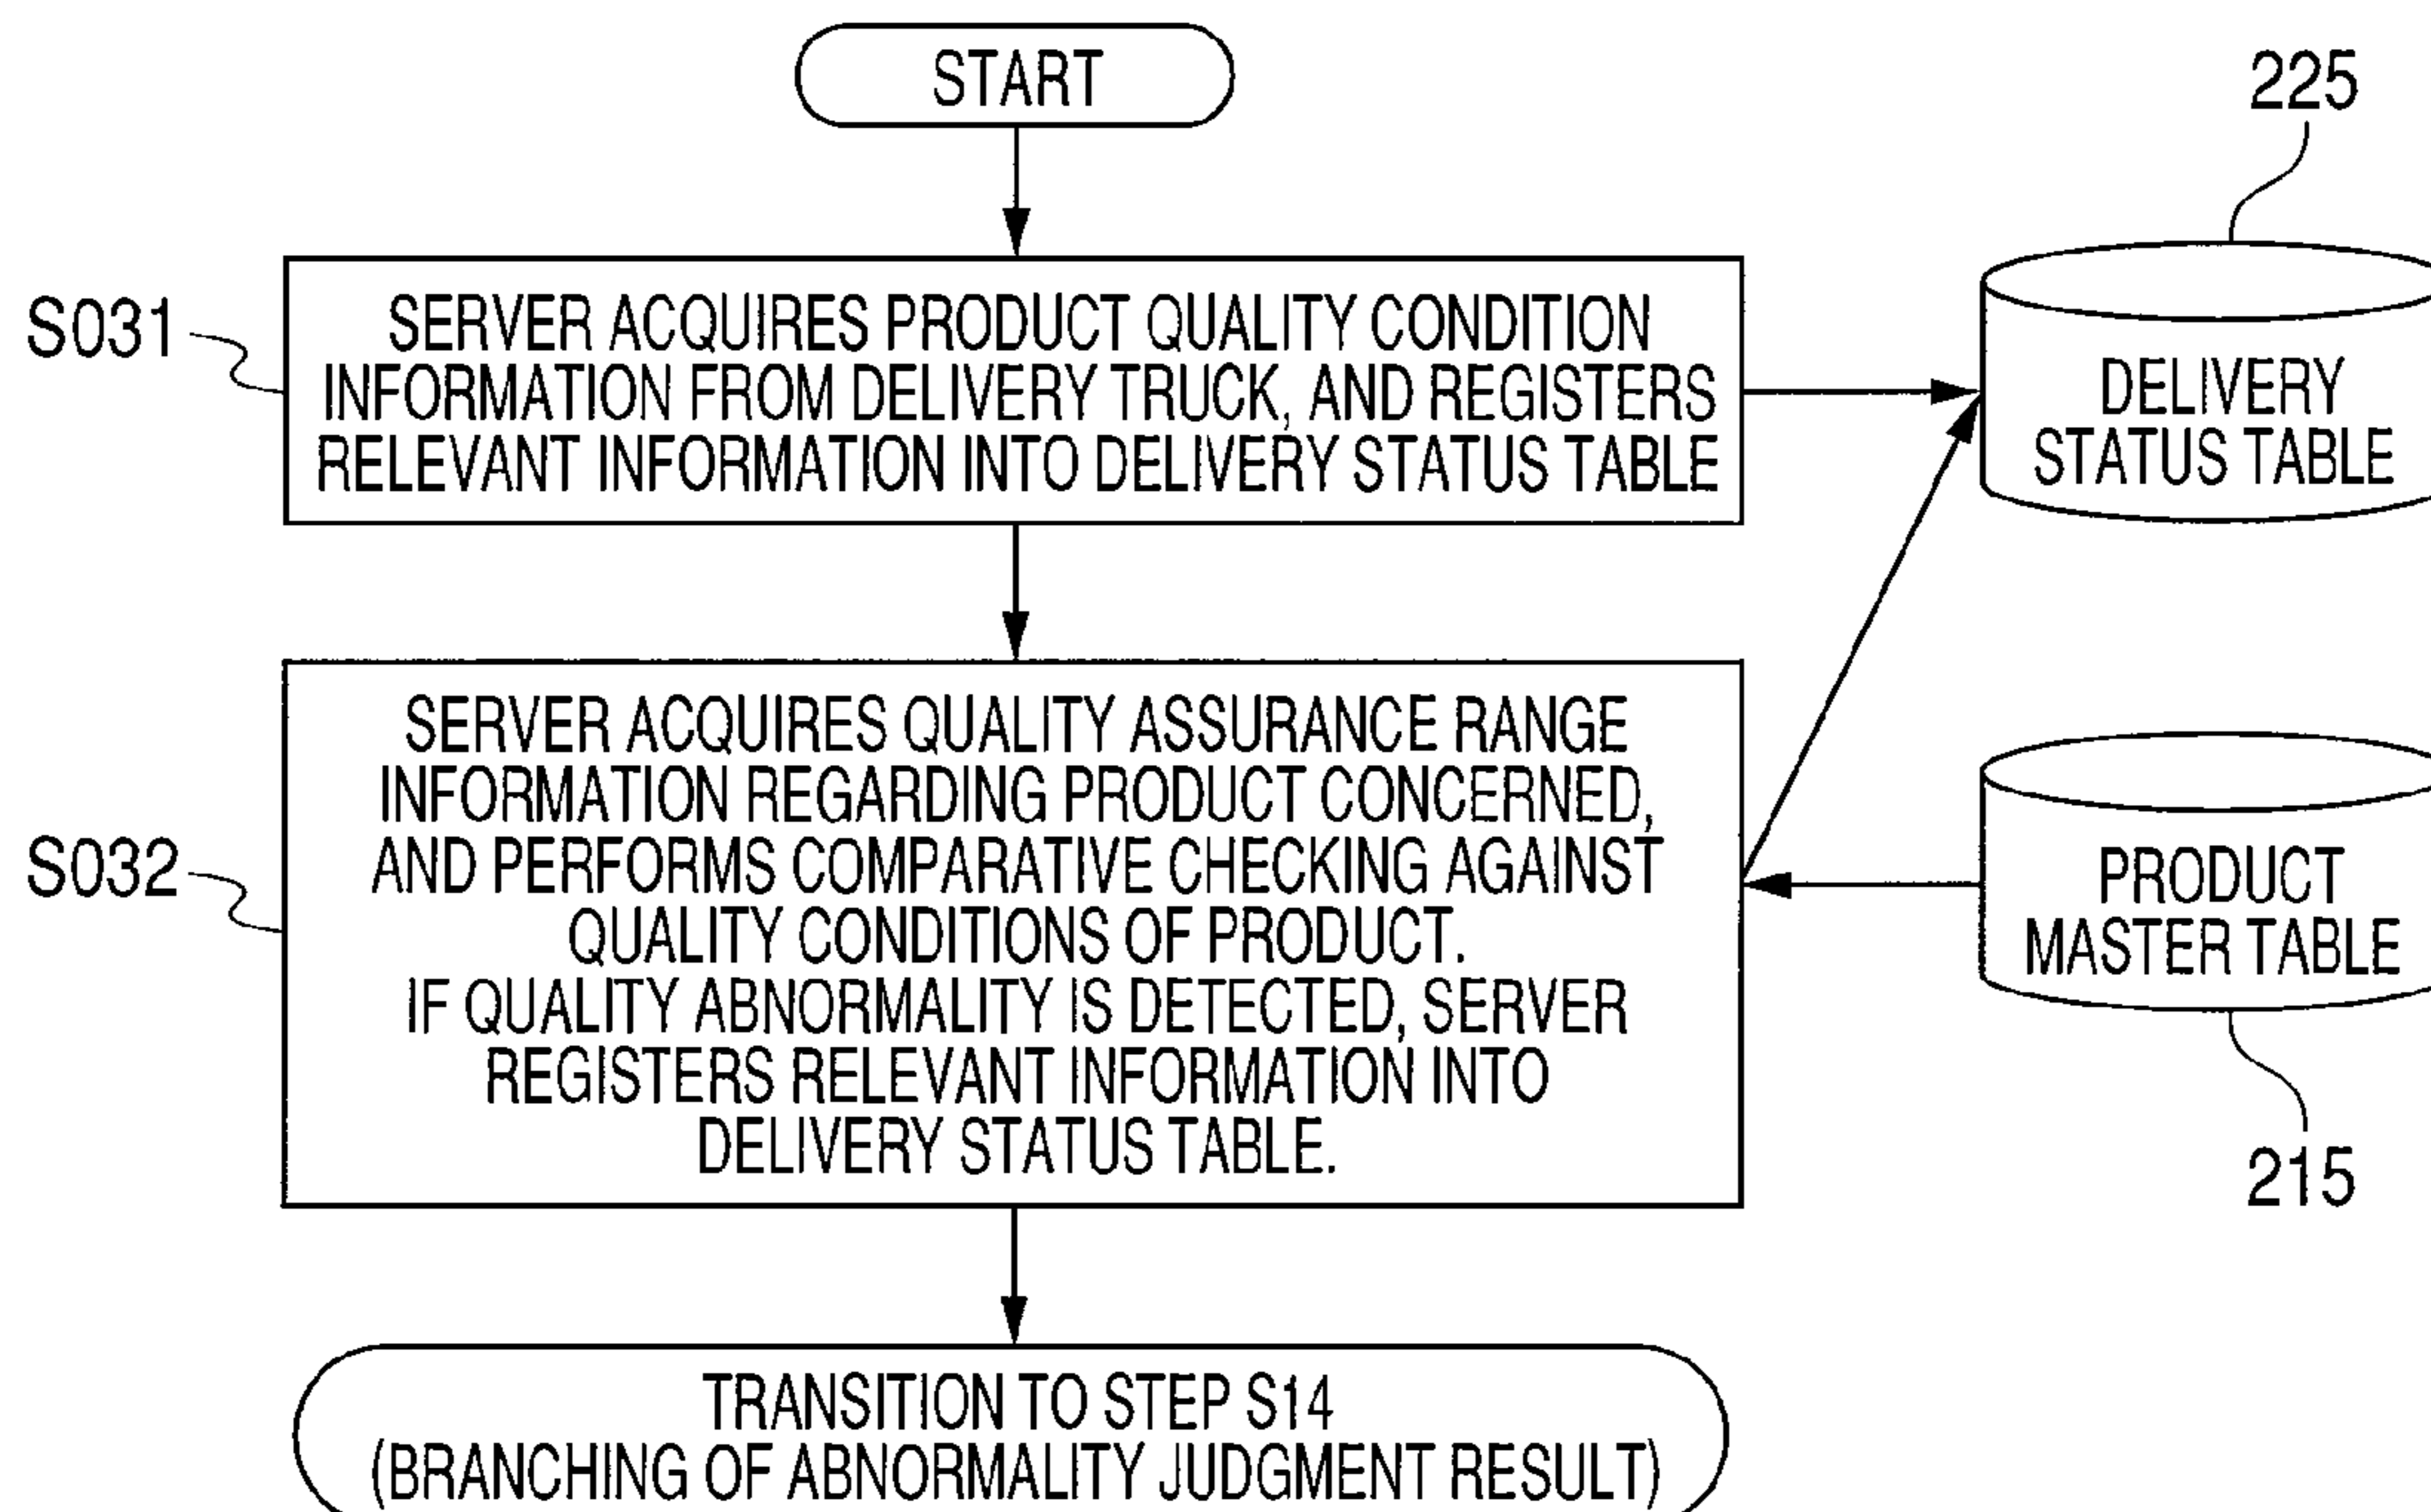 START
225
S031
SERVER ACQUIRES PRODUCT QUALITY CONDITION
INFORMATION FROM DELIVERY TRUCK, AND REGISTERS
RELEVANT INFORMATION INTO DELIVERY STATUS TABLE
DELIVERY
STATUS TABLE
S032
SERVER ACQUIRES QUALITY ASSURANCE RANGE
INFORMATION REGARDING PRODUCT CONCERNED,
AND PERFORMS COMPARATIVE CHECKING AGAINST
QUALITY CONDITIONS OF PRODUCT.
IF QUALITY ABNORMALITY IS DETECTED, SERVER
REGISTERS RELEVANT INFORMATION INTO
DELIVERY STATUS TABLE.
PRODUCT
MASTER TABLE
215
TRANSITION TO STEP S14
(BRANCHING OF ABNORMALITY JUDGMENT RESULT)